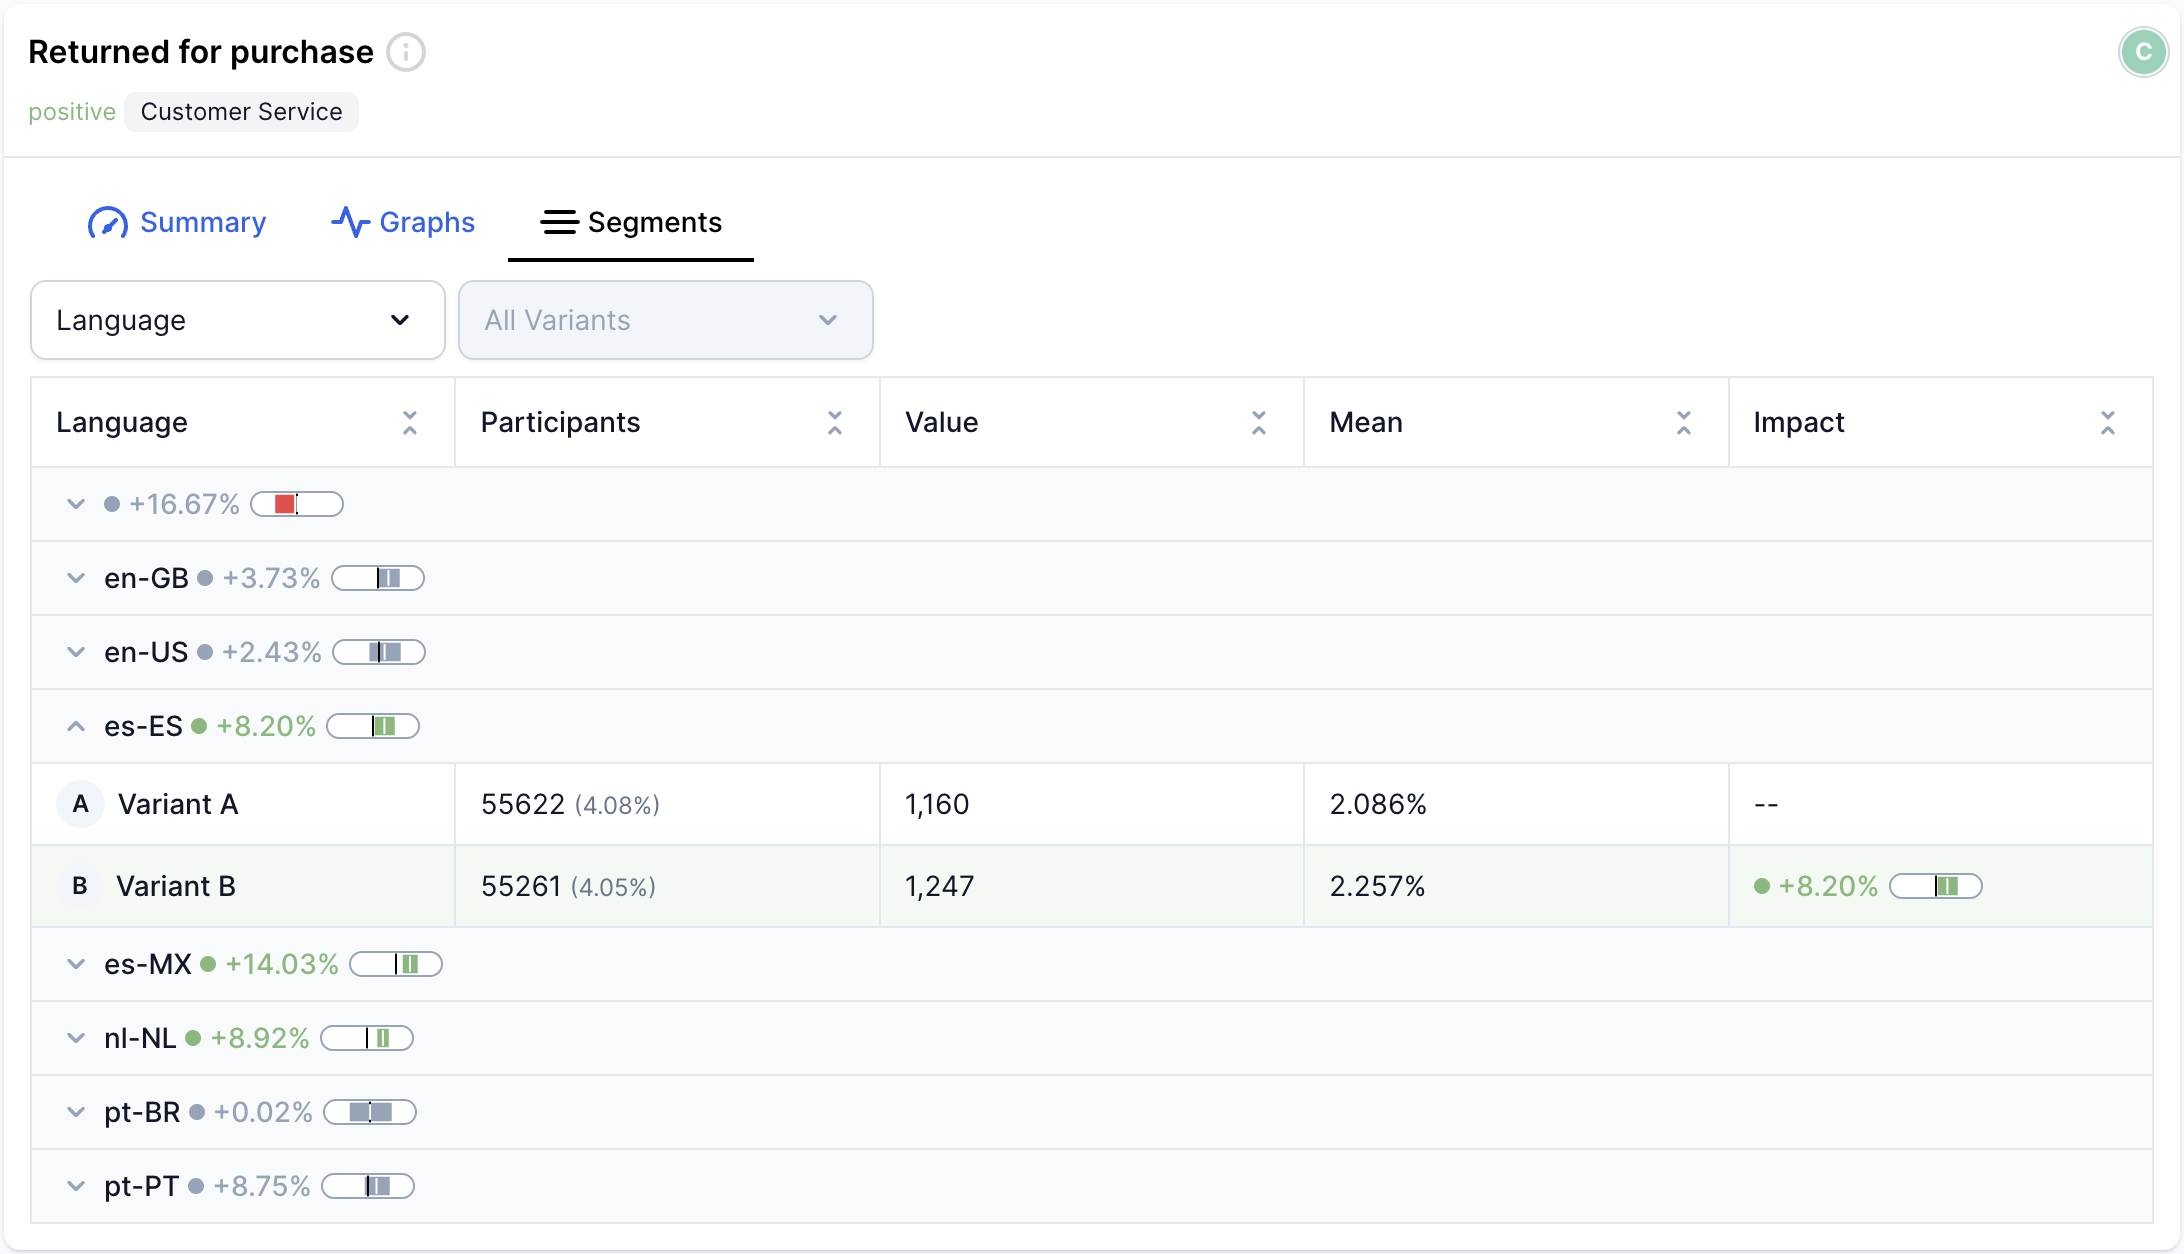 Returned for purchase
C
positive Customer Service
Summary Graphs Segments
Language All Variants
Language Participants Value Mean Impact
+16.67%
en-GB +3.73%
en-US +2.43%
es-ES +8.20%
A Variant A 55622 (4.08%) 1,160 2.086% --
B Variant B 55261 (4.05%) 1,247 2.257% +8.20%
es-MX +14.03%
nl-NL +8.92%
pt-BR +0.02%
pt-PT +8.75%